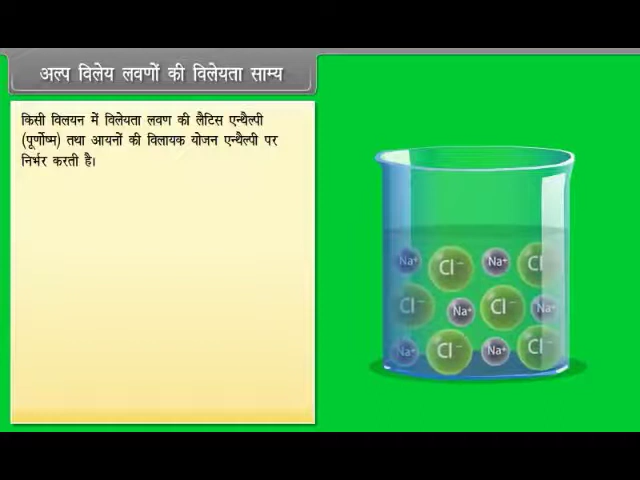 अल्प विलेय लवणों की विलेयता साम्य
किसी विलयन में विलेयता लवण की लैटिस एन्थैल्पी
(पूर्णोष्म) तथा आयनों की विलायक योजन एन्थैल्पी पर
निर्भर करती है।
Na⁺ Cl⁻ Na⁺ Cl
Cl⁻ Na⁺ Cl⁻ Na⁺
Na⁺ Cl⁻ Na⁺ Cl⁻